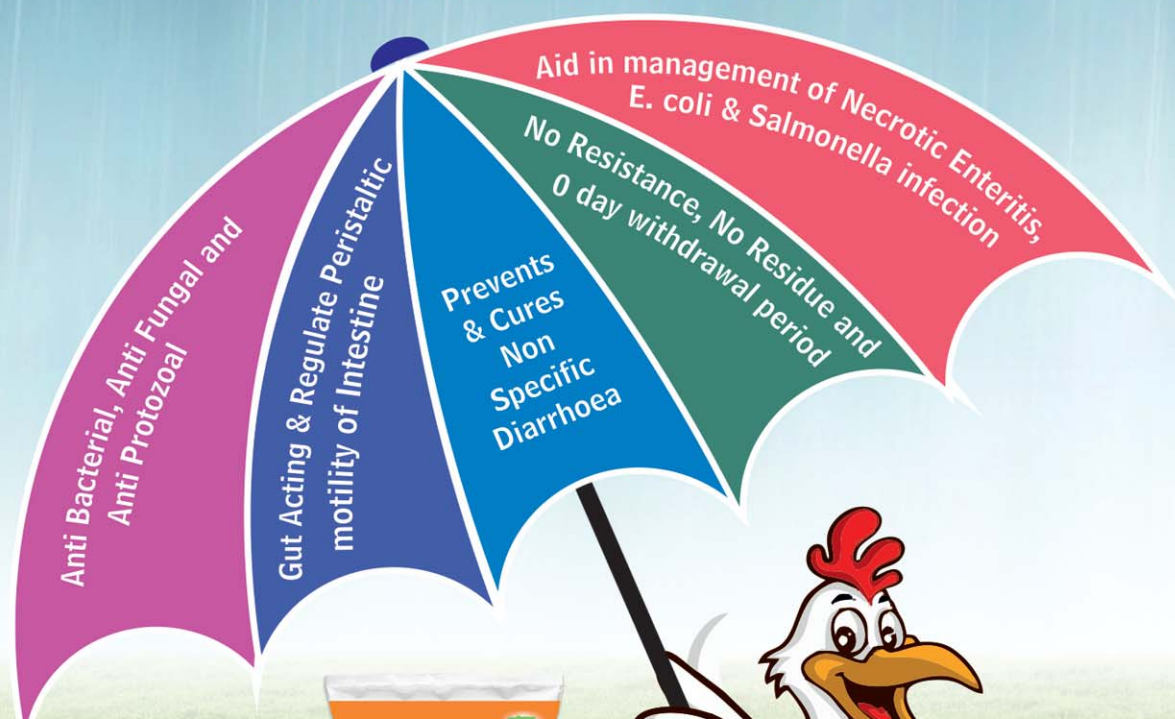 Anti Bacterial, Anti Fungal and
Anti Protozoal
Gut Acting & Regulate Peristaltic
motility of Intestine
Prevents
& Cures
Non
Specific
Diarrhoea
No Resistance, No Residue and
0 day withdrawal period
Aid in management of Necrotic Enteritis,
E. coli & Salmonella infection